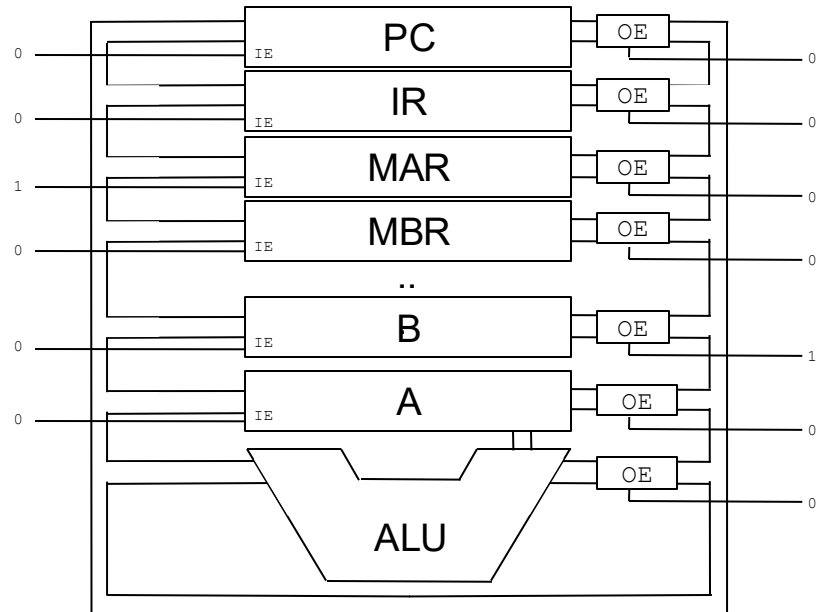 PC OE
0 IE 0
IR OE
0 IE 0
MAR OE
1 IE 0
MBR OE
0 IE 0
..
B OE
0 IE 1
A OE
0 IE 0
OE
ALU 0